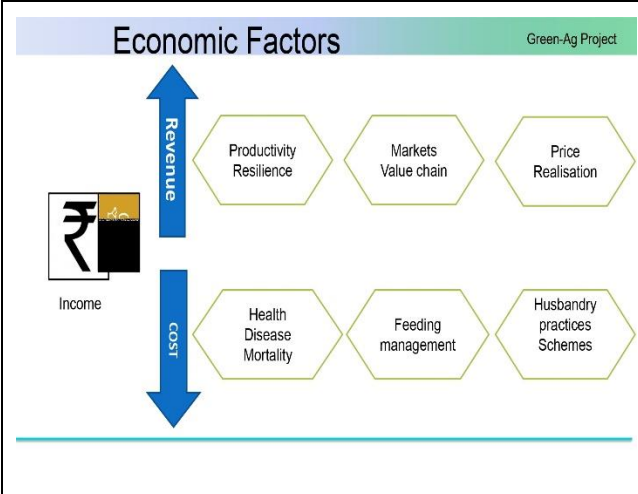 Economic Factors
Green-Ag Project
Revenue
Productivity
Resilience
Markets
Value chain
Price
Realisation
₹
Income
COST
Health
Disease
Mortality
Feeding
management
Husbandry
practices
Schemes